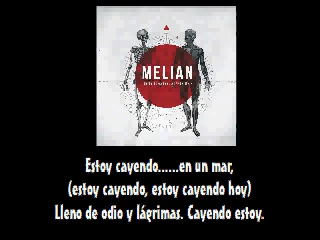 MELIAN
Estoy cayendo......en un mar,
(estoy cayendo, estoy cayendo hoy)
Lleno de odio y lágrimas. Cayendo estoy.